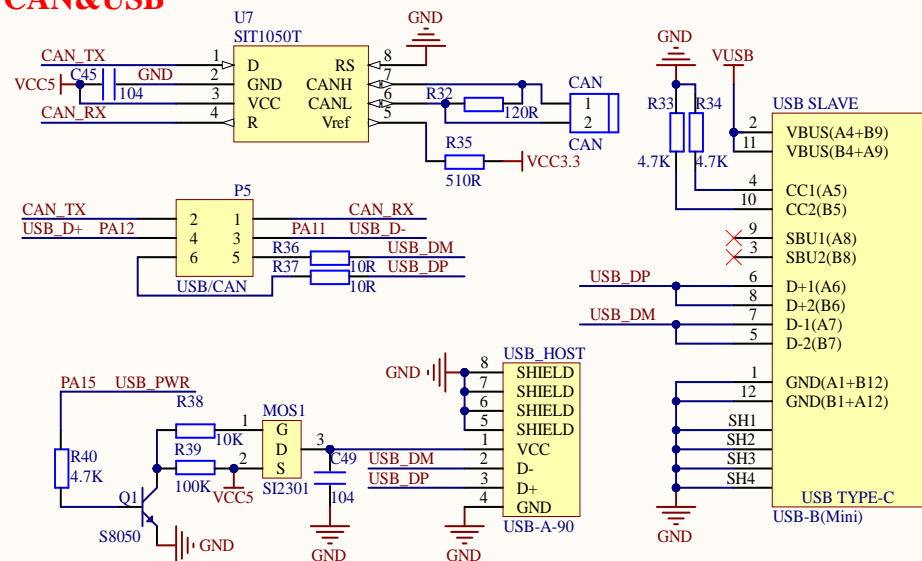 CAN&USB
U7
SIT1050T
CAN_TX 1 D RS 8 GND
C45 GND 2 GND CANH 7
VCC5 104 3 VCC CANL 6 R32 120R
CAN_RX 4 R Vref 5
CAN
1
2
CAN
R35
510R
VCC3.3
P5
CAN_TX 2 1 CAN_RX
USB_D+ PA12 4 3 PA11 USB_D-
6 5 R36 10R USB_DM
R37 10R USB_DP
USB/CAN
PA15 USB_PWR
R38
10K
R39
100K
R40
4.7K
Q1
S8050
GND
MOS1
1 G
D 3
2 S
SI2301
VCC5
C49
104
GND
USB_HOST
GND 8 SHIELD
7 SHIELD
6 SHIELD
5 SHIELD
1 VCC
USB_DM 2 D-
USB_DP 3 D+
4 GND
USB-A-90
GND
GND VUSB
R33 R34
4.7K 4.7K
USB SLAVE
2 VBUS(A4+B9)
11 VBUS(B4+A9)
4 CC1(A5)
10 CC2(B5)
9 SBU1(A8)
3 SBU2(B8)
USB_DP 6 D+1(A6)
8 D+2(B6)
USB_DM 7 D-1(A7)
5 D-2(B7)
1 GND(A1+B12)
12 GND(B1+A12)
SH1
SH2
SH3
SH4
USB TYPE-C
USB-B(Mini)
GND